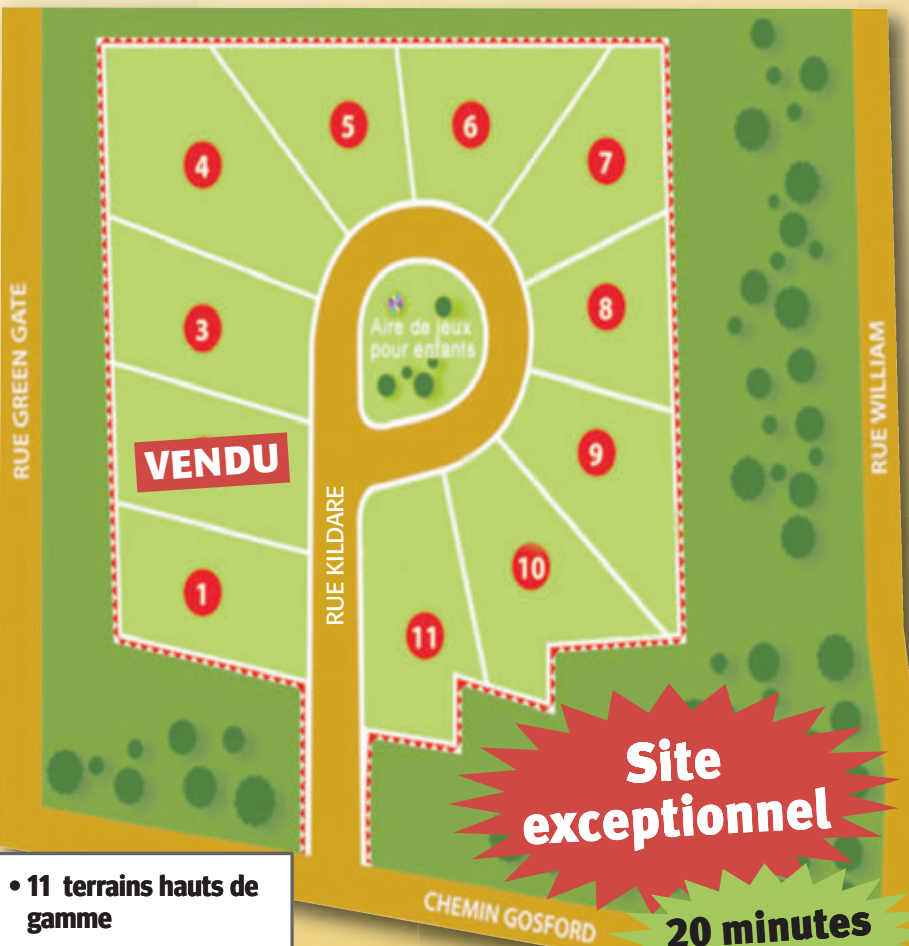 5
6
4
7
3
8
Aire de jeux
pour enfants
RUE GREEN GATE
RUE WILLIAM
VENDU
9
RUE KILDARE
10
1
11
Site
exceptionnel
• 11 terrains hauts de
gamme
CHEMIN GOSFORD
20 minutes